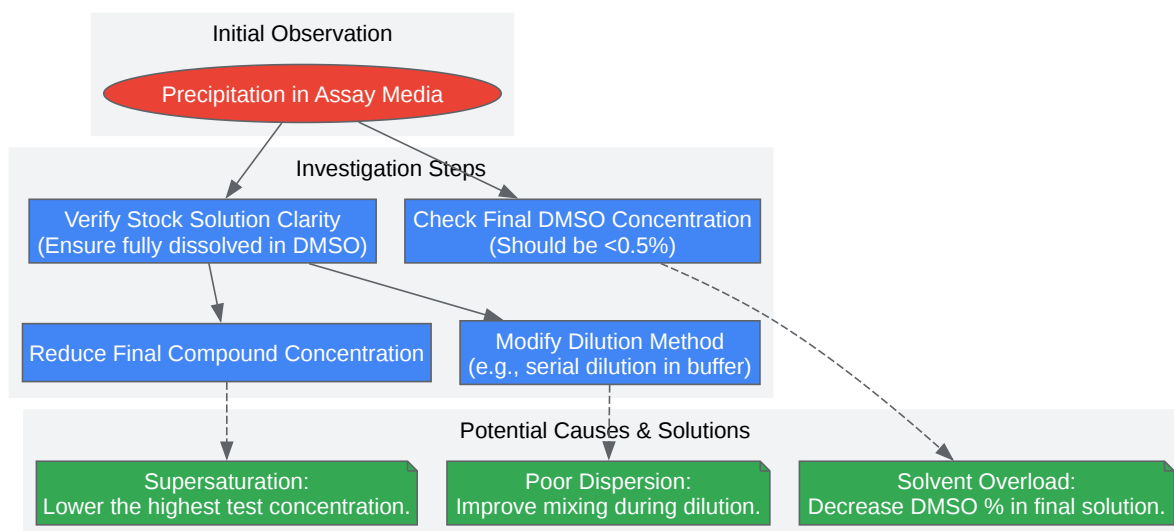 Initial Observation
Precipitation in Assay Media
Investigation Steps
Verify Stock Solution Clarity
(Ensure fully dissolved in DMSO)
Check Final DMSO Concentration
(Should be <0.5%)
Reduce Final Compound Concentration
Modify Dilution Method
(e.g., serial dilution in buffer)
Potential Causes & Solutions
Supersaturation:
Lower the highest test concentration.
Poor Dispersion:
Improve mixing during dilution.
Solvent Overload:
Decrease DMSO % in final solution.